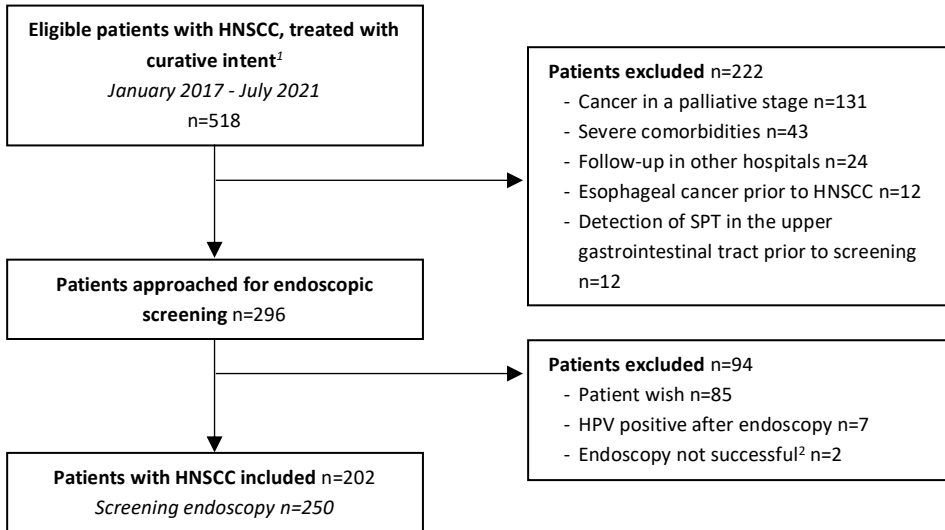 Eligible patients with HNSCC, treated with
curative intent¹
January 2017 - July 2021
n=518
Patients excluded n=222
- Cancer in a palliative stage n=131
- Severe comorbidities n=43
- Follow-up in other hospitals n=24
- Esophageal cancer prior to HNSCC n=12
- Detection of SPT in the upper
gastrointestinal tract prior to screening
n=12
Patients approached for endoscopic
screening n=296
Patients excluded n=94
- Patient wish n=85
- HPV positive after endoscopy n=7
- Endoscopy not successful² n=2
Patients with HNSCC included n=202
Screening endoscopy n=250